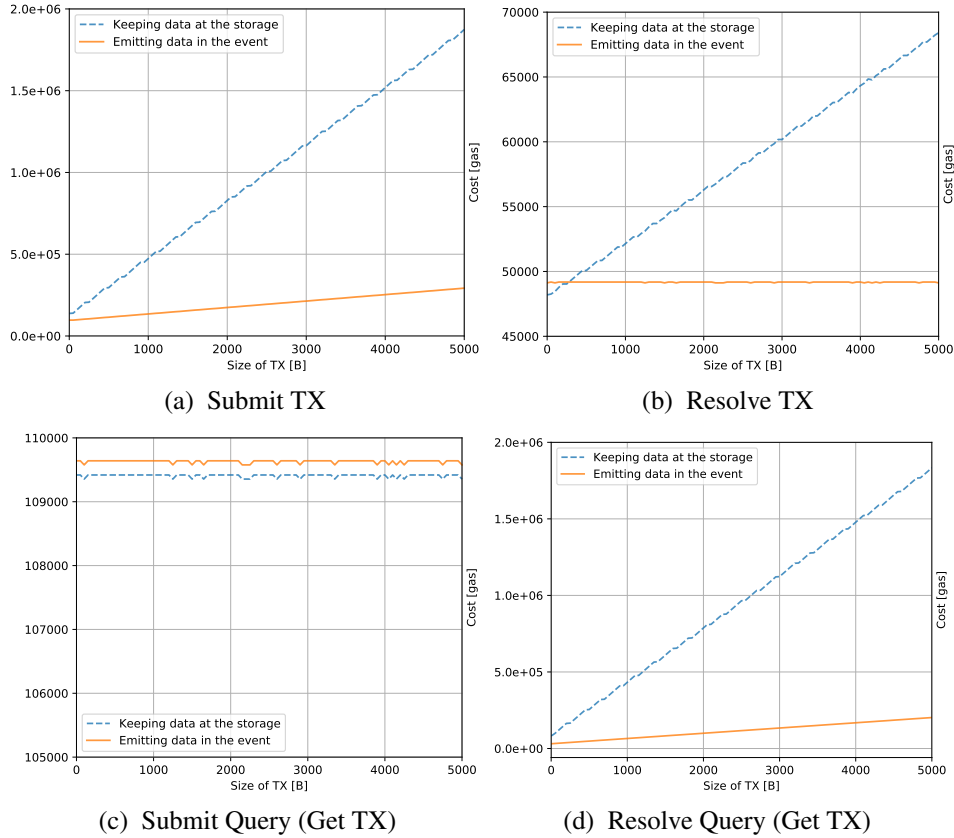 Keeping data at the storage
Emitting data in the event
2.0e+06
1.5e+06
1.0e+06
5.0e+05
0.0e+00
0 1000 2000 3000 4000 5000
Size of TX [B]
Cost [gas]
(a) Submit TX
Keeping data at the storage
Emitting data in the event
70000
65000
60000
55000
50000
45000
0 1000 2000 3000 4000 5000
Size of TX [B]
Cost [gas]
(b) Resolve TX
110000
109000
108000
107000
106000
105000
Keeping data at the storage
Emitting data in the event
0 1000 2000 3000 4000 5000
Size of TX [B]
Cost [gas]
(c) Submit Query (Get TX)
Keeping data at the storage
Emitting data in the event
2.0e+06
1.5e+06
1.0e+06
5.0e+05
0.0e+00
0 1000 2000 3000 4000 5000
Size of TX [B]
Cost [gas]
(d) Resolve Query (Get TX)